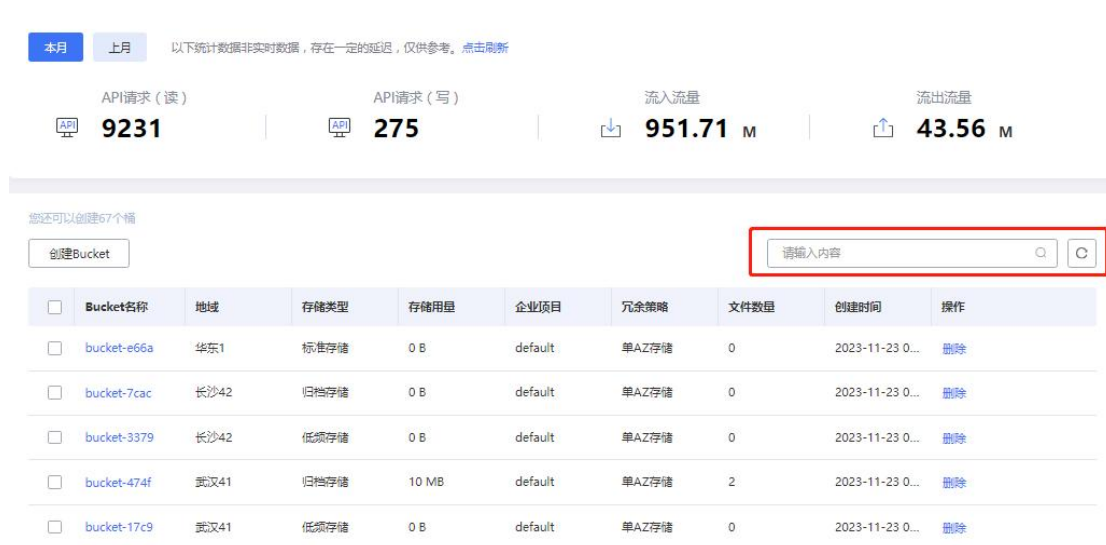 本月 上月 以下统计数据非实时数据，存在一定的延迟，仅供参考。点击刷新
API请求（读） API请求（写） 流入流量 流出流量
API 9231 API 275 951.71 M 43.56 M
您还可以创建67个桶
创建Bucket 请输入内容
Bucket名称 地域 存储类型 存储用量 企业项目 冗余策略 文件数量 创建时间 操作
bucket-e66a 华东1 标准存储 0 B default 单AZ存储 0 2023-11-23 0... 删除
bucket-7cac 长沙42 归档存储 0 B default 单AZ存储 0 2023-11-23 0... 删除
bucket-3379 长沙42 低频存储 0 B default 单AZ存储 0 2023-11-23 0... 删除
bucket-474f 武汉41 归档存储 10 MB default 单AZ存储 2 2023-11-23 0... 删除
bucket-17c9 武汉41 低频存储 0 B default 单AZ存储 0 2023-11-23 0... 删除